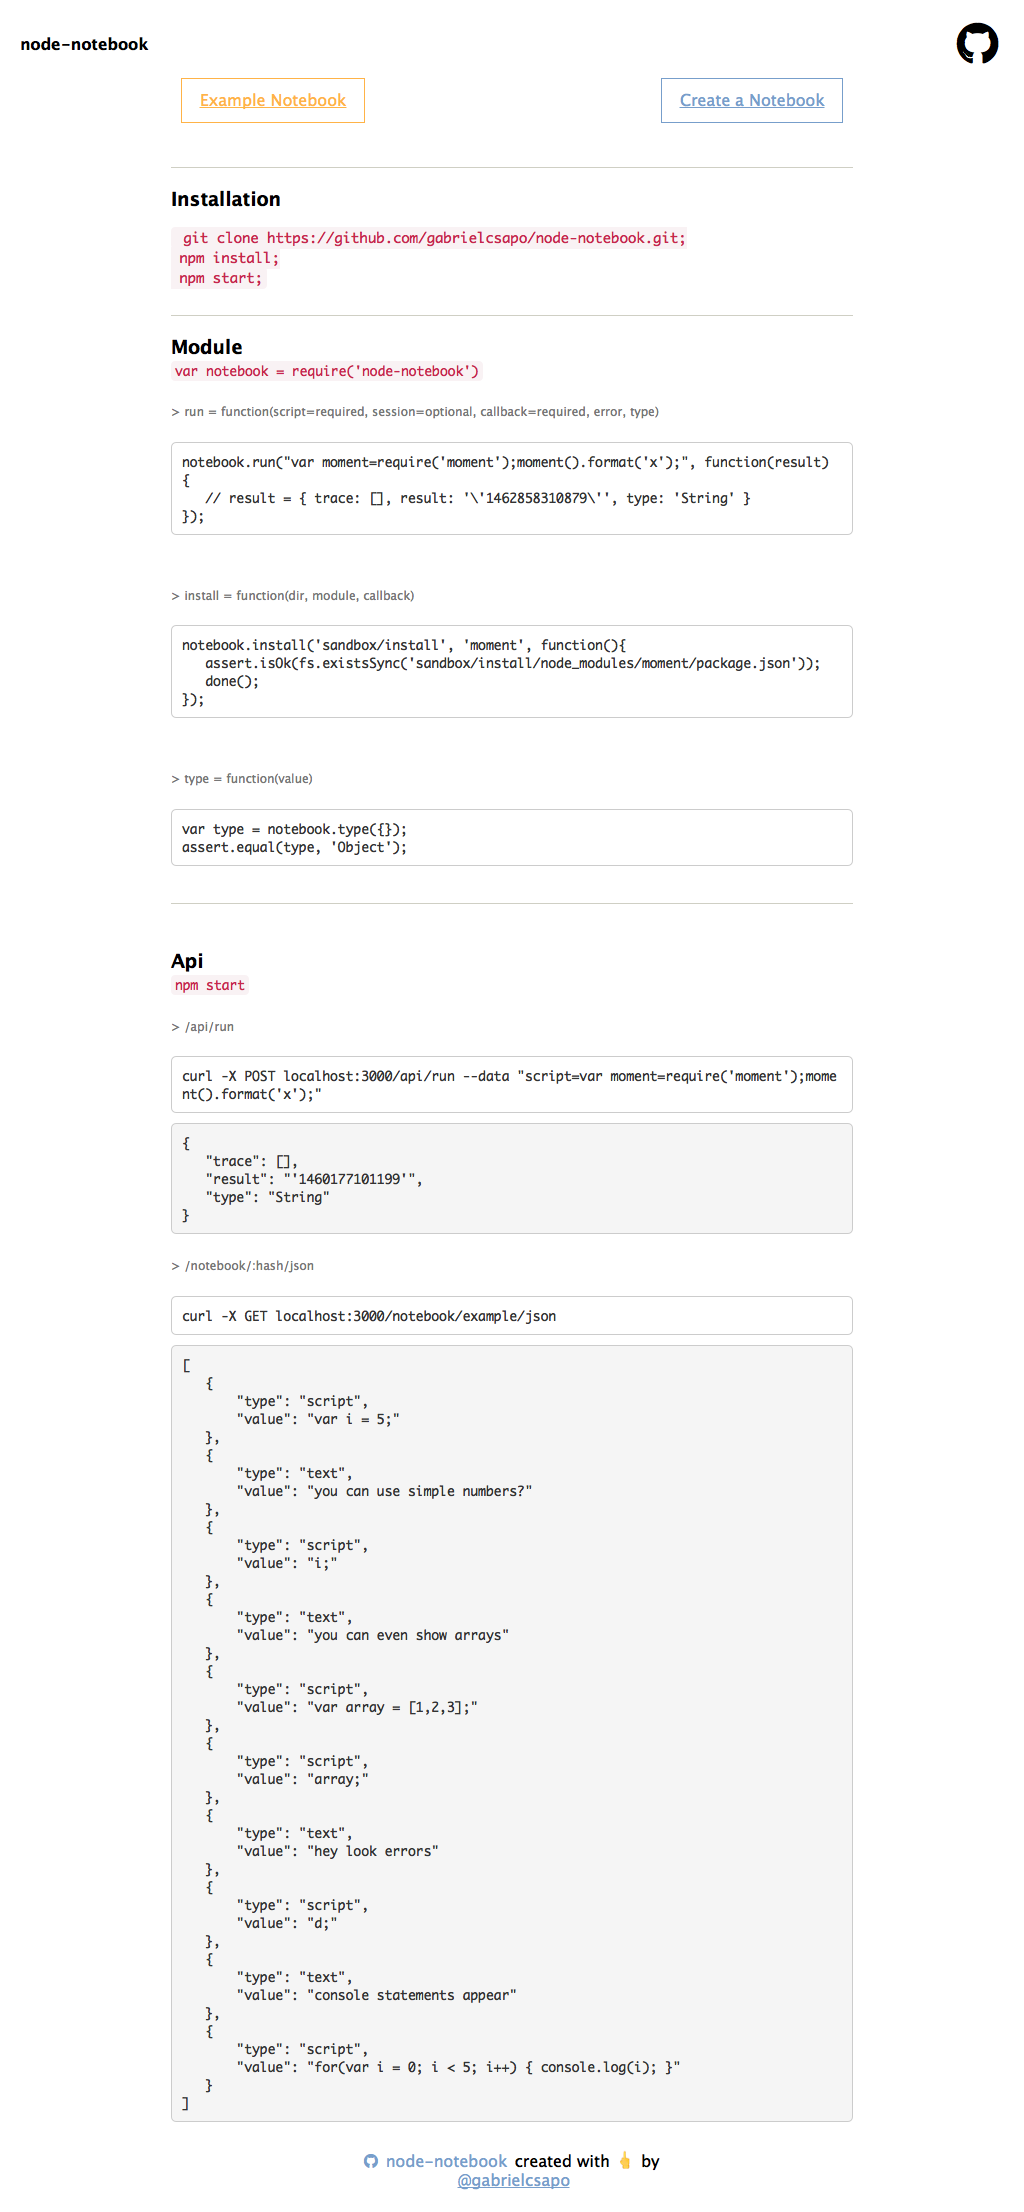 node-notebook
Example Notebook
Create a Notebook
Installation
git clone https://github.com/gabrielcsapo/node-notebook.git;
npm install;
npm start;
Module
var notebook = require('node-notebook')
> run = function(script=required, session=optional, callback=required, error, type)
notebook.run("var moment=require('moment');moment().format('x');", function(result)
{
// result = { trace: [], result: '\'1462858310879\'', type: 'String' }
});
> install = function(dir, module, callback)
notebook.install('sandbox/install', 'moment', function(){
assert.isOk(fs.existsSync('sandbox/install/node_modules/moment/package.json'));
done();
});
> type = function(value)
var type = notebook.type({});
assert.equal(type, 'Object');
Api
npm start
> /api/run
curl -X POST localhost:3000/api/run --data "script=var moment=require('moment');mome
nt().format('x');"
{
"trace": [],
"result": "'1460177101199'",
"type": "String"
}
> /notebook/:hash/json
curl -X GET localhost:3000/notebook/example/json
[
{
"type": "script",
"value": "var i = 5;"
},
{
"type": "text",
"value": "you can use simple numbers?"
},
{
"type": "script",
"value": "i;"
},
{
"type": "text",
"value": "you can even show arrays"
},
{
"type": "script",
"value": "var array = [1,2,3];"
},
{
"type": "script",
"value": "array;"
},
{
"type": "text",
"value": "hey look errors"
},
{
"type": "script",
"value": "d;"
},
{
"type": "text",
"value": "console statements appear"
},
{
"type": "script",
"value": "for(var i = 0; i < 5; i++) { console.log(i); }"
}
]
node-notebook created with 👆 by
@gabrielcsapo